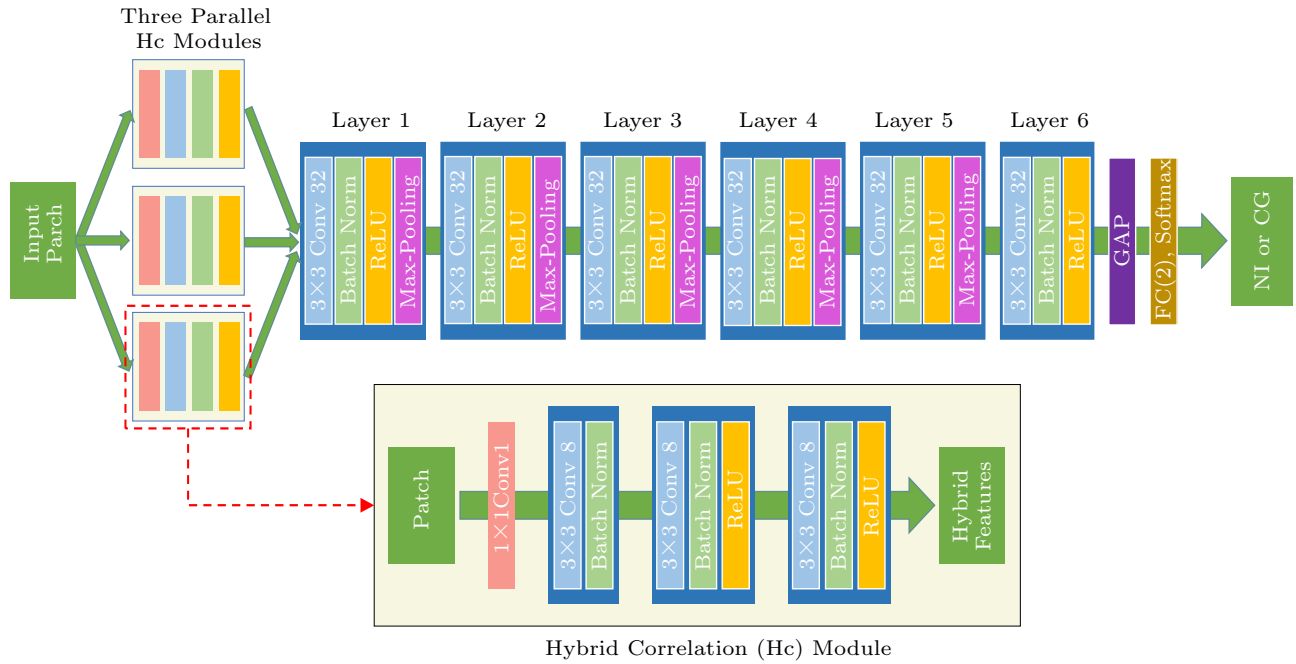 Three Parallel
Hc Modules
Input
Parch
Layer 1
3×3 Conv 32
Batch Norm
ReLU
Max-Pooling
Layer 2
3×3 Conv 32
Batch Norm
ReLU
Max-Pooling
Layer 3
3×3 Conv 32
Batch Norm
ReLU
Max-Pooling
Layer 4
3×3 Conv 32
Batch Norm
ReLU
Max-Pooling
Layer 5
3×3 Conv 32
Batch Norm
ReLU
Max-Pooling
Layer 6
3×3 Conv 32
Batch Norm
ReLU
GAP
FC(2), Softmax
NI or CG
Patch
1×1Conv1
3×3 Conv 8
Batch Norm
3×3 Conv 8
Batch Norm
ReLU
3×3 Conv 8
Batch Norm
ReLU
Hybrid
Features
Hybrid Correlation (Hc) Module